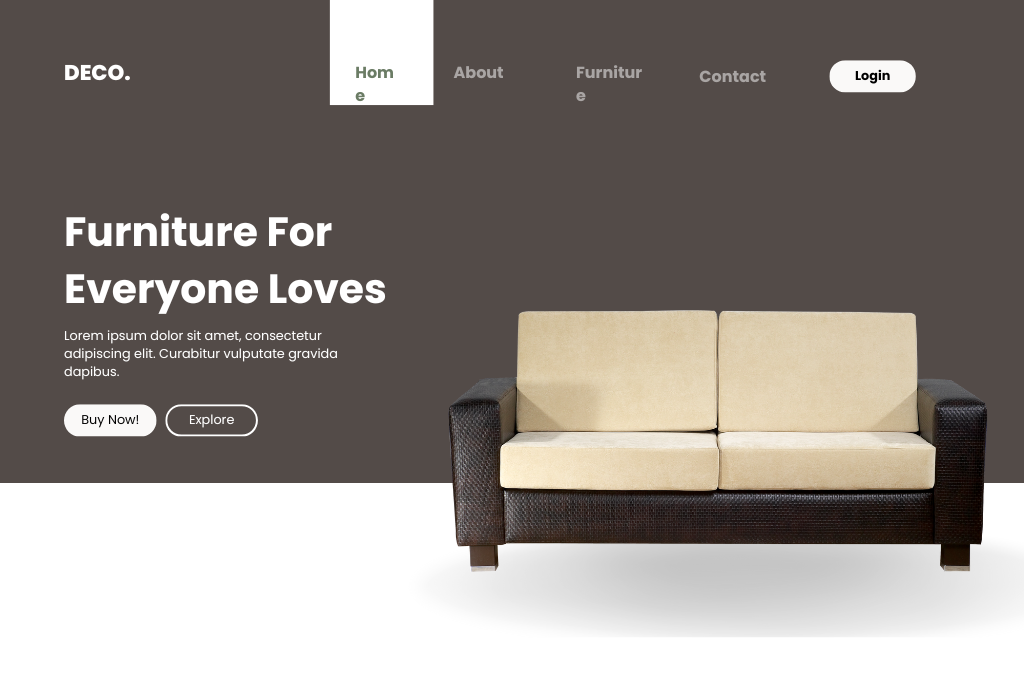 DECO.
Hom
e
About
Furnitur
e
Contact
Login
Furniture For
Everyone Loves
Lorem ipsum dolor sit amet, consectetur
adipiscing elit. Curabitur vulputate gravida
dapibus.
Buy Now!
Explore